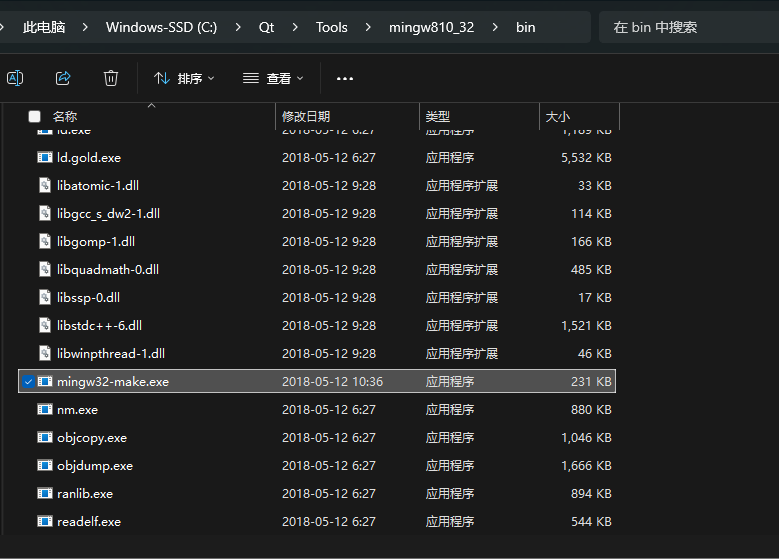 此电脑 > Windows-SSD (C:) > Qt > Tools > mingw810_32 > bin 在 bin 中搜索
排序 查看 •••
名称 修改日期 类型 大小
ld.exe 2018-05-12 6:27 应用程序 1,169 KB
ld.gold.exe 2018-05-12 6:27 应用程序 5,532 KB
libatomic-1.dll 2018-05-12 9:28 应用程序扩展 33 KB
libgcc_s_dw2-1.dll 2018-05-12 9:28 应用程序扩展 114 KB
libgomp-1.dll 2018-05-12 9:28 应用程序扩展 166 KB
libquadmath-0.dll 2018-05-12 9:28 应用程序扩展 485 KB
libssp-0.dll 2018-05-12 9:28 应用程序扩展 17 KB
libstdc++-6.dll 2018-05-12 9:28 应用程序扩展 1,521 KB
libwinpthread-1.dll 2018-05-12 9:28 应用程序扩展 46 KB
mingw32-make.exe 2018-05-12 10:36 应用程序 231 KB
nm.exe 2018-05-12 6:27 应用程序 880 KB
objcopy.exe 2018-05-12 6:27 应用程序 1,046 KB
objdump.exe 2018-05-12 6:27 应用程序 1,666 KB
ranlib.exe 2018-05-12 6:27 应用程序 894 KB
readelf.exe 2018-05-12 6:27 应用程序 544 KB